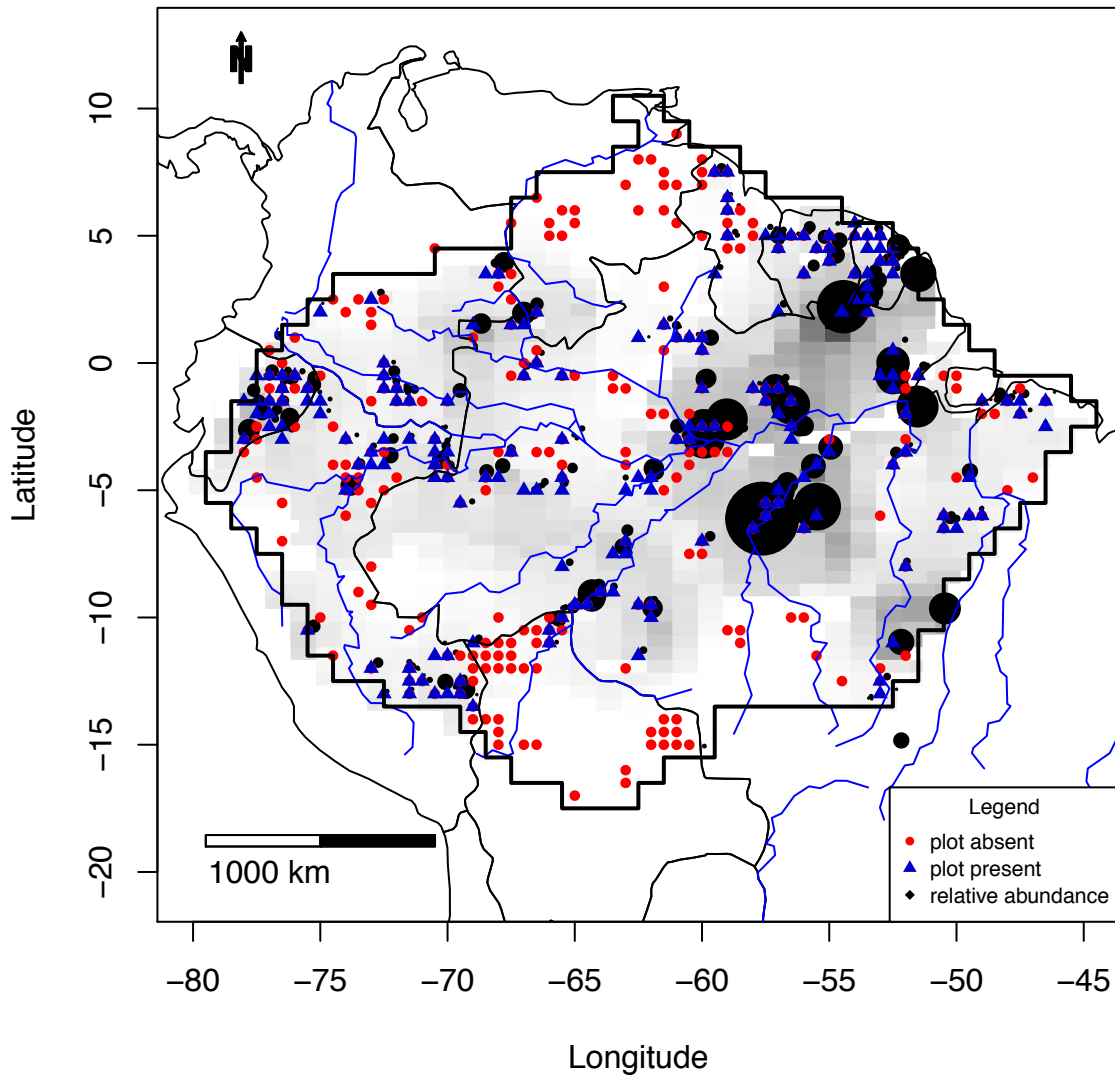 N
10
5
0
−5
−10
−15
−20
Latitude
1000 km
Legend
plot absent
plot present
relative abundance
−80 −75 −70 −65 −60 −55 −50 −45
Longitude